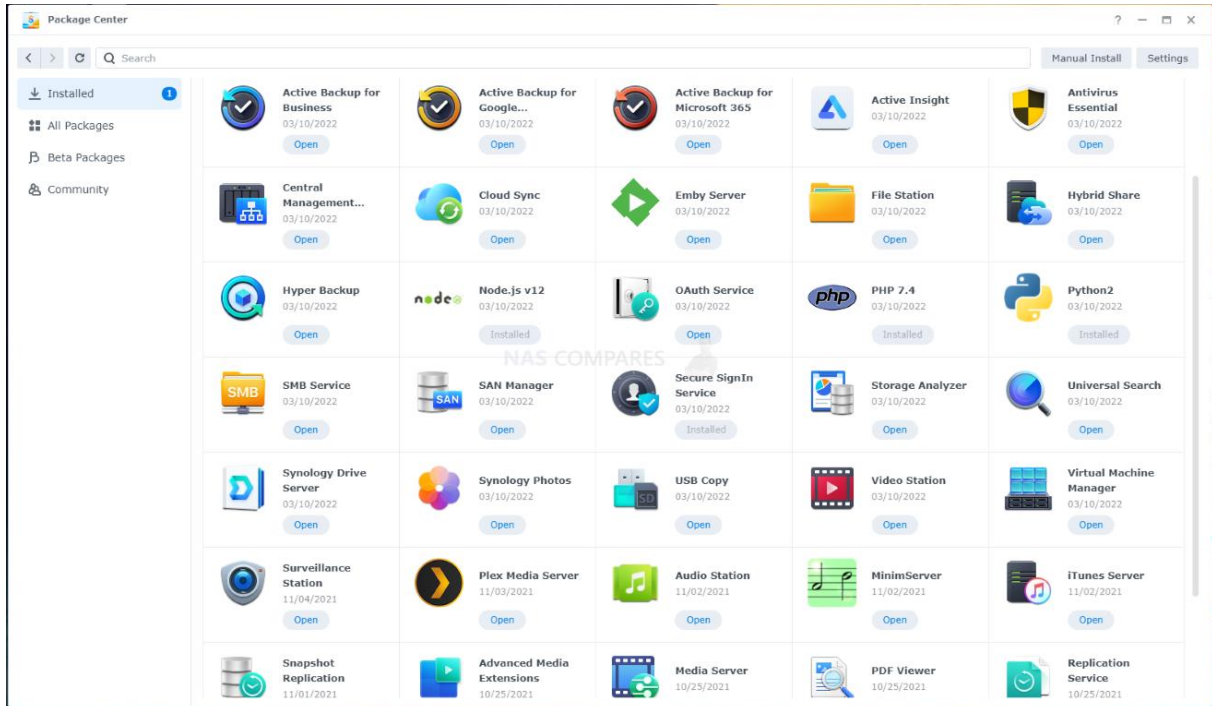 Package Center
Search
Manual Install
Settings
Installed
1
All Packages
Beta Packages
Community
Active Backup for
Business
03/10/2022
Open
Active Backup for
Google...
03/10/2022
Open
Active Backup for
Microsoft 365
03/10/2022
Open
Active Insight
03/10/2022
Open
Antivirus
Essential
03/10/2022
Open
Central
Management...
03/10/2022
Open
Cloud Sync
03/10/2022
Open
Emby Server
03/10/2022
Open
File Station
03/10/2022
Open
Hybrid Share
03/10/2022
Open
Hyper Backup
03/10/2022
Open
node
Node.js v12
03/10/2022
Installed
OAuth Service
03/10/2022
Open
php
PHP 7.4
03/10/2022
Installed
Python2
03/10/2022
Installed
NAS COMPARES
SMB
SMB Service
03/10/2022
Open
SAN
SAN Manager
03/10/2022
Open
Secure SignIn
Service
03/10/2022
Installed
Storage Analyzer
03/10/2022
Open
Universal Search
03/10/2022
Open
Synology Drive
Server
03/10/2022
Open
Synology Photos
03/10/2022
Open
SD
USB Copy
03/10/2022
Open
Video Station
03/10/2022
Open
Virtual Machine
Manager
03/10/2022
Open
Surveillance
Station
11/04/2021
Open
Plex Media Server
11/03/2021
Open
Audio Station
11/02/2021
Open
MinimServer
11/02/2021
Open
iTunes Server
11/02/2021
Open
Snapshot
Replication
11/01/2021
Advanced Media
Extensions
10/25/2021
Media Server
10/25/2021
PDF Viewer
10/25/2021
Replication
Service
10/25/2021